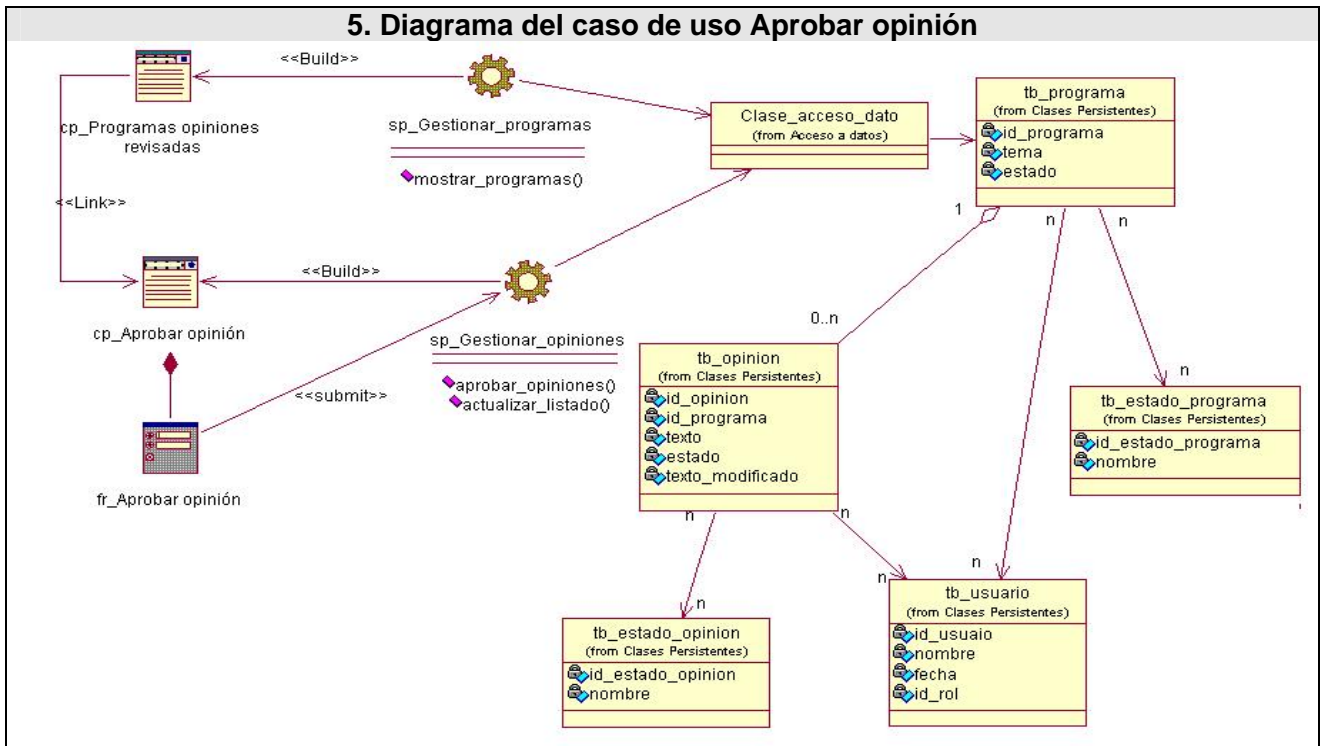 5. Diagrama del caso de uso Aprobar opinión
<<Build>>
cp_Programas opiniones
revisadas
sp_Gestionar_programas
mostrar_programas()
Clase_acceso_dato
(from Acceso a datos)
tb_programa
(from Clases Persistentes)
id_programa
tema
estado
<<Link>>
1
n
n
<<Build>>
cp_Aprobar opinión
sp_Gestionar_opiniones
aprobar_opiniones()
actualizar_listado()
<<submit>>
fr_Aprobar opinión
0..n
tb_opinion
(from Clases Persistentes)
id_opinion
id_programa
texto
estado
texto_modificado
n
tb_estado_programa
(from Clases Persistentes)
id_estado_programa
nombre
n
n
n
n
n
tb_estado_opinion
(from Clases Persistentes)
id_estado_opinion
nombre
tb_usuario
(from Clases Persistentes)
id_usuaio
nombre
fecha
id_rol